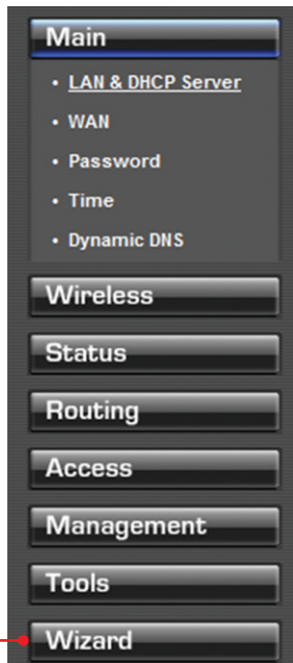 Main
• LAN & DHCP Server
• WAN
• Password
• Time
• Dynamic DNS
Wireless
Status
Routing
Access
Management
Tools
Wizard